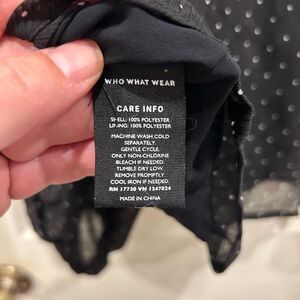 WHO WHAT WEAR
CARE INFO
SHELL: 100% POLYESTER
LINING: 100% POLYESTER
MACHINE WASH COLD
SEPARATELY.
GENTLE CYCLE.
ONLY NON-CHLORINE
BLEACH IF NEEDED.
TUMBLE DRY LOW
REMOVE PROMPTLY.
COOL IRON IF NEEDED.
RN 17730 VN 1247024
MADE IN CHINA